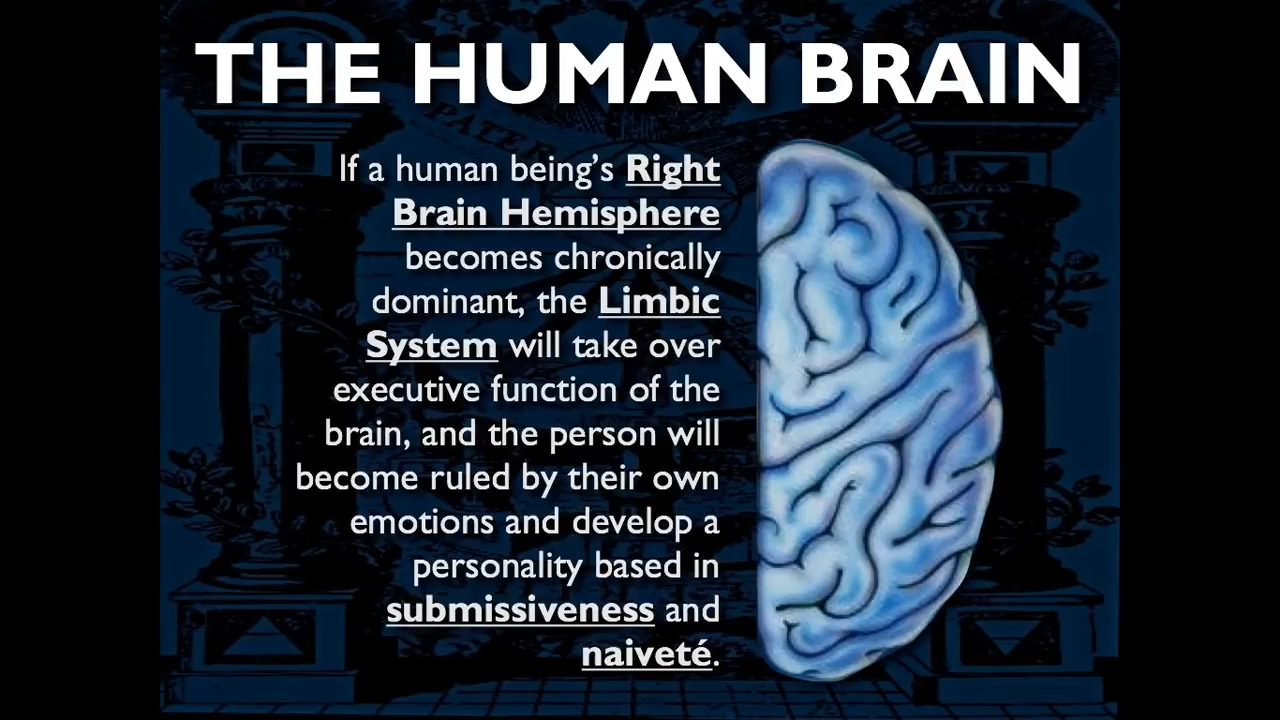 THE HUMAN BRAIN
PATER
If a human being's Right
Brain Hemisphere
becomes chronically
dominant, the Limbic
System will take over
executive function of the
brain, and the person will
become ruled by their own
emotions and develop a
personality based in
submissiveness and
naiveté.